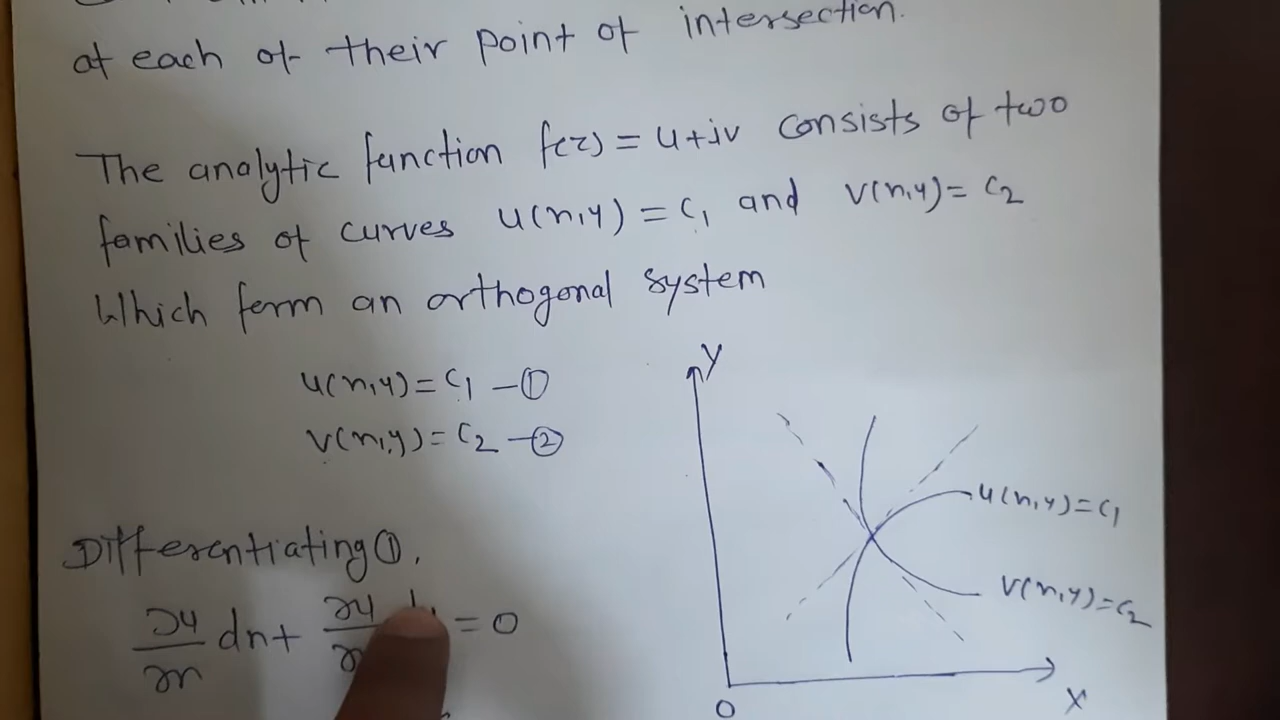 at each of their point of intersection.
The analytic function f(z) = u+iv consists of two
families of curves u(x,y) = c₁ and v(x,y) = c₂
Which form an orthogonal system
u(x,y) = c₁ —①
v(x,y) = c₂ —②
Differentiating ①,
∂u/∂x dx + ∂u = 0
Y
u(x,y)=c₁
v(x,y)=c₂
O
X